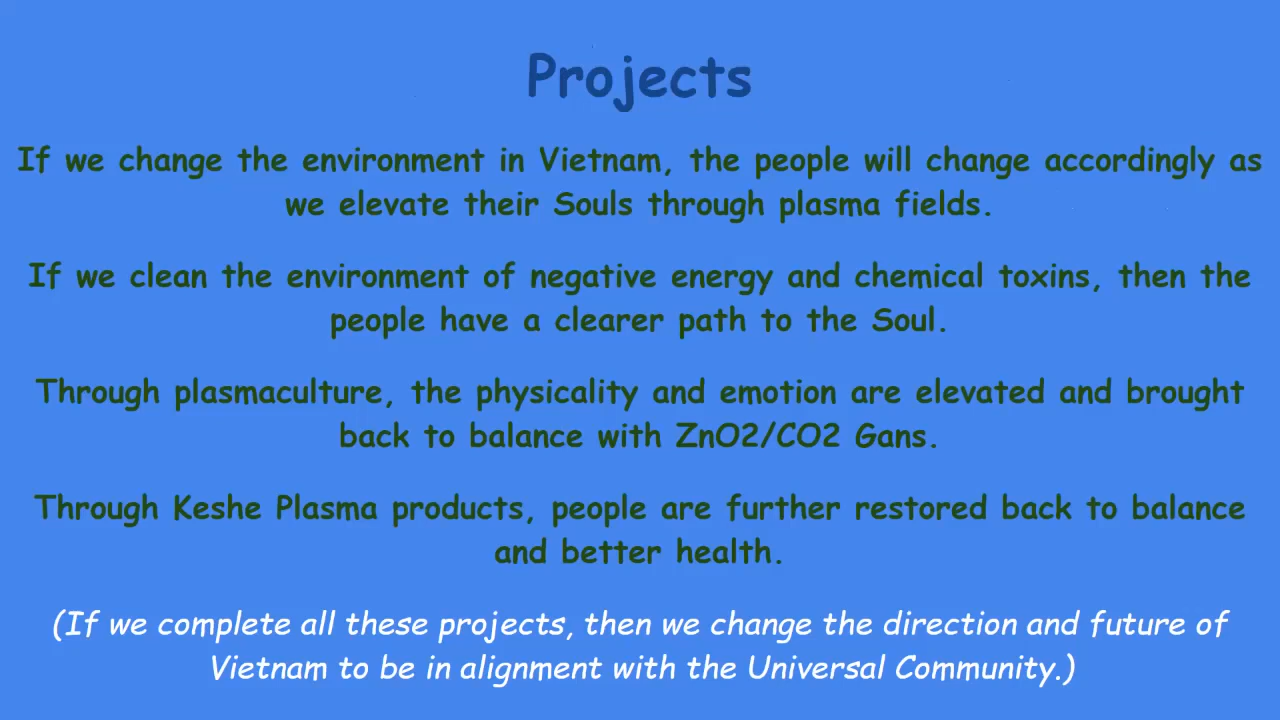 Projects
If we change the environment in Vietnam, the people will change accordingly as
we elevate their Souls through plasma fields.
If we clean the environment of negative energy and chemical toxins, then the
people have a clearer path to the Soul.
Through plasmaculture, the physicality and emotion are elevated and brought
back to balance with ZnO2/CO2 Gans.
Through Keshe Plasma products, people are further restored back to balance
and better health.
(If we complete all these projects, then we change the direction and future of
Vietnam to be in alignment with the Universal Community.)